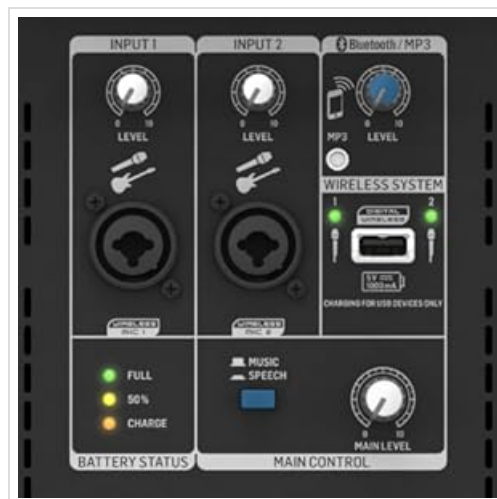 INPUT 1
INPUT 2
Bluetooth / MP3
0 10
LEVEL
0 10
LEVEL
MP3
0 10
LEVEL
WIRELESS SYSTEM
1 2
DIGITAL
WIRELESS
5V
1000mA
CHARGING FOR USB DEVICES ONLY
WIRELESS
MIC 1
WIRELESS
MIC 2
FULL
50%
CHARGE
BATTERY STATUS
MUSIC
SPEECH
0 10
MAIN LEVEL
MAIN CONTROL